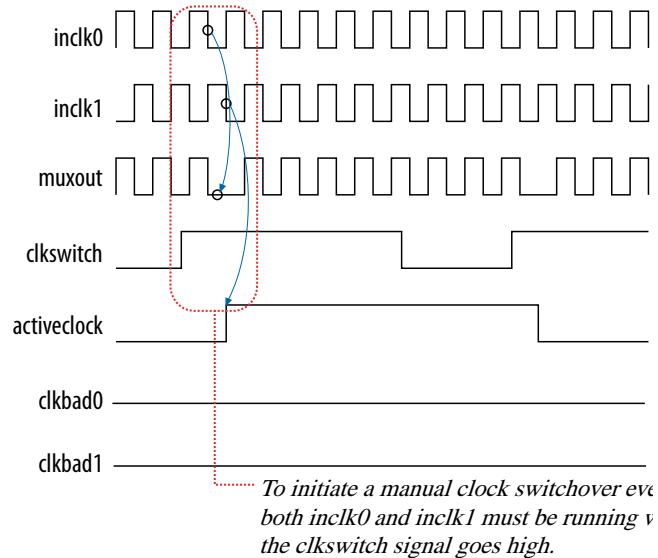 inclk0
inclk1
muxout
clkswitch
activeclock
clkbad0
clkbad1
To initiate a manual clock switchover eve
both inclk0 and inclk1 must be running
the clkswitch signal goes high.